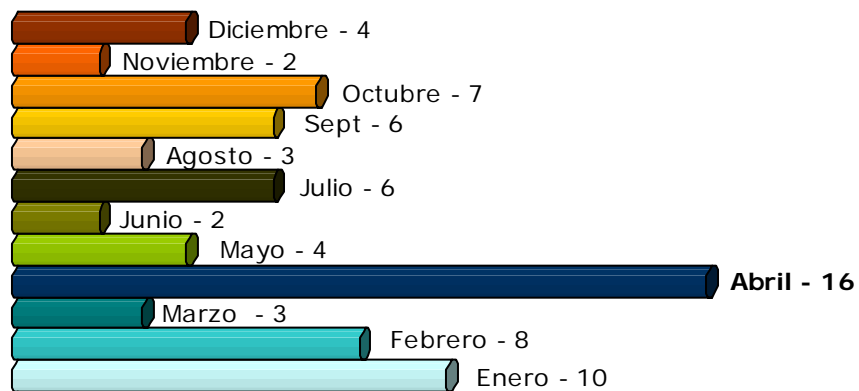 Diciembre - 4
Noviembre - 2
Octubre - 7
Sept - 6
Agosto - 3
Julio - 6
Junio - 2
Mayo - 4
Abril - 16
Marzo - 3
Febrero - 8
Enero - 10